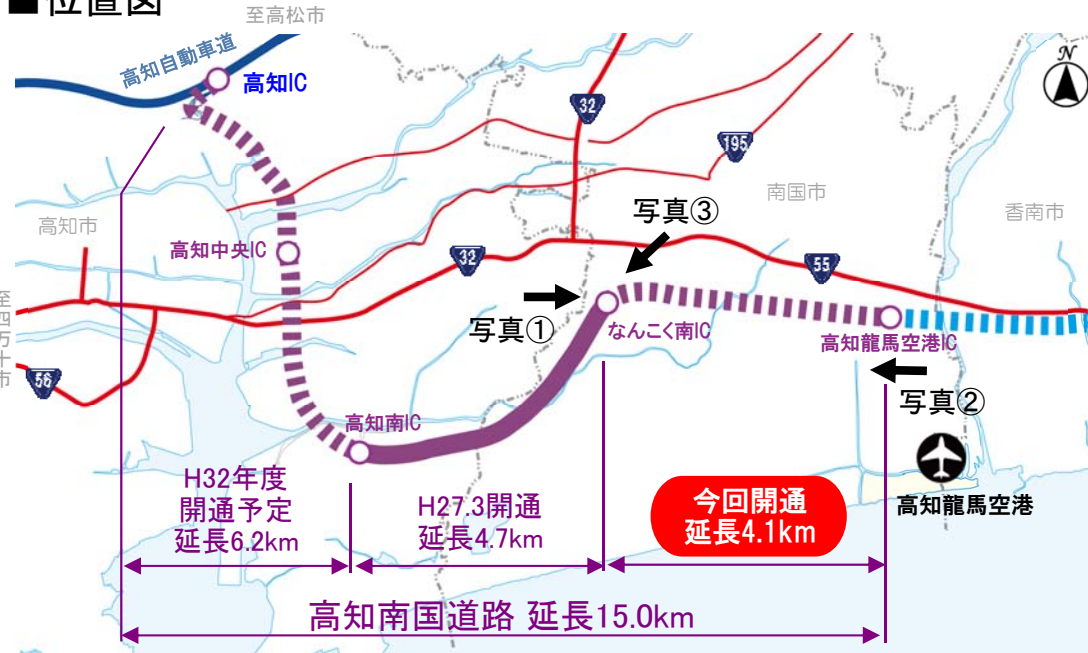 ■位置図
至高松市
高知自動車道
高知IC
N
32
195
南国市
香南市
高知市
写真③
高知中央IC
32
55
至四万十市
写真①
なんこく南IC
高知龍馬空港IC
56
写真②
高知南IC
高知龍馬空港
H32年度
開通予定
延長6.2km
H27.3開通
延長4.7km
今回開通
延長4.1km
高知南国道路 延長15.0km